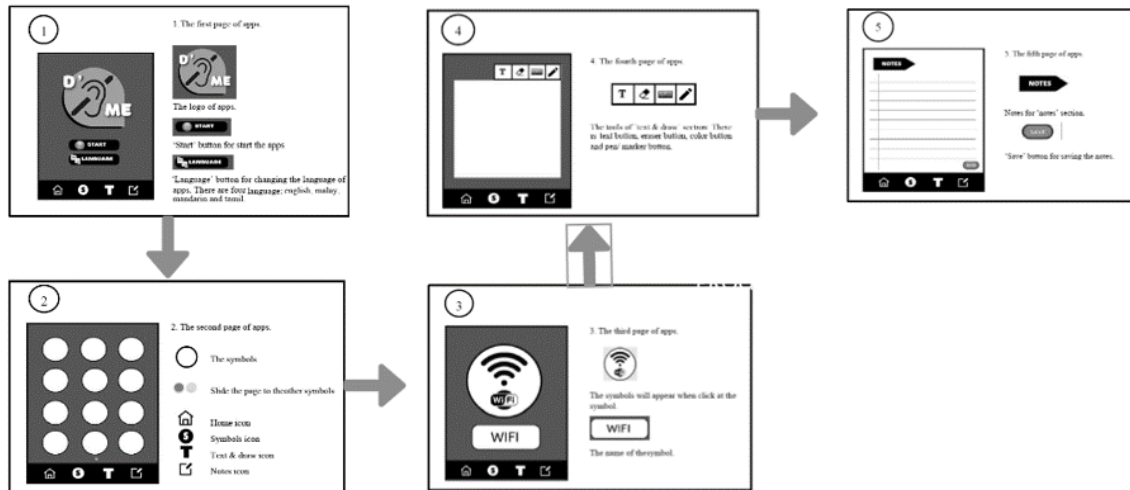 1
1. The first page of apps.
D'
ME
START
LANGUAGE
D'
ME
The logo of apps.
START
'Start' button for start the apps
LANGUAGE
'Language' button for changing the language of
apps. There are four language; english, malay,
mandarin and tamil.
2
2. The second page of apps.
The symbols
Slide the page to theother symbols
Home icon
Symbols icon
Text & draw icon
Notes icon
3
WiFi
WIFI
3. The third page of apps.
The symbols will appear when click at the
symbol.
WIFI
The name of thesymbol.
4
T
4. The fourth page of apps.
T
The tools of 'text & draw' section. There
is text button, eraser button, color button
and pen/ marker button.
5
NOTES
5. The fifth page of apps.
NOTES
Notes for 'notes' section.
'Save' button for saving the notes.